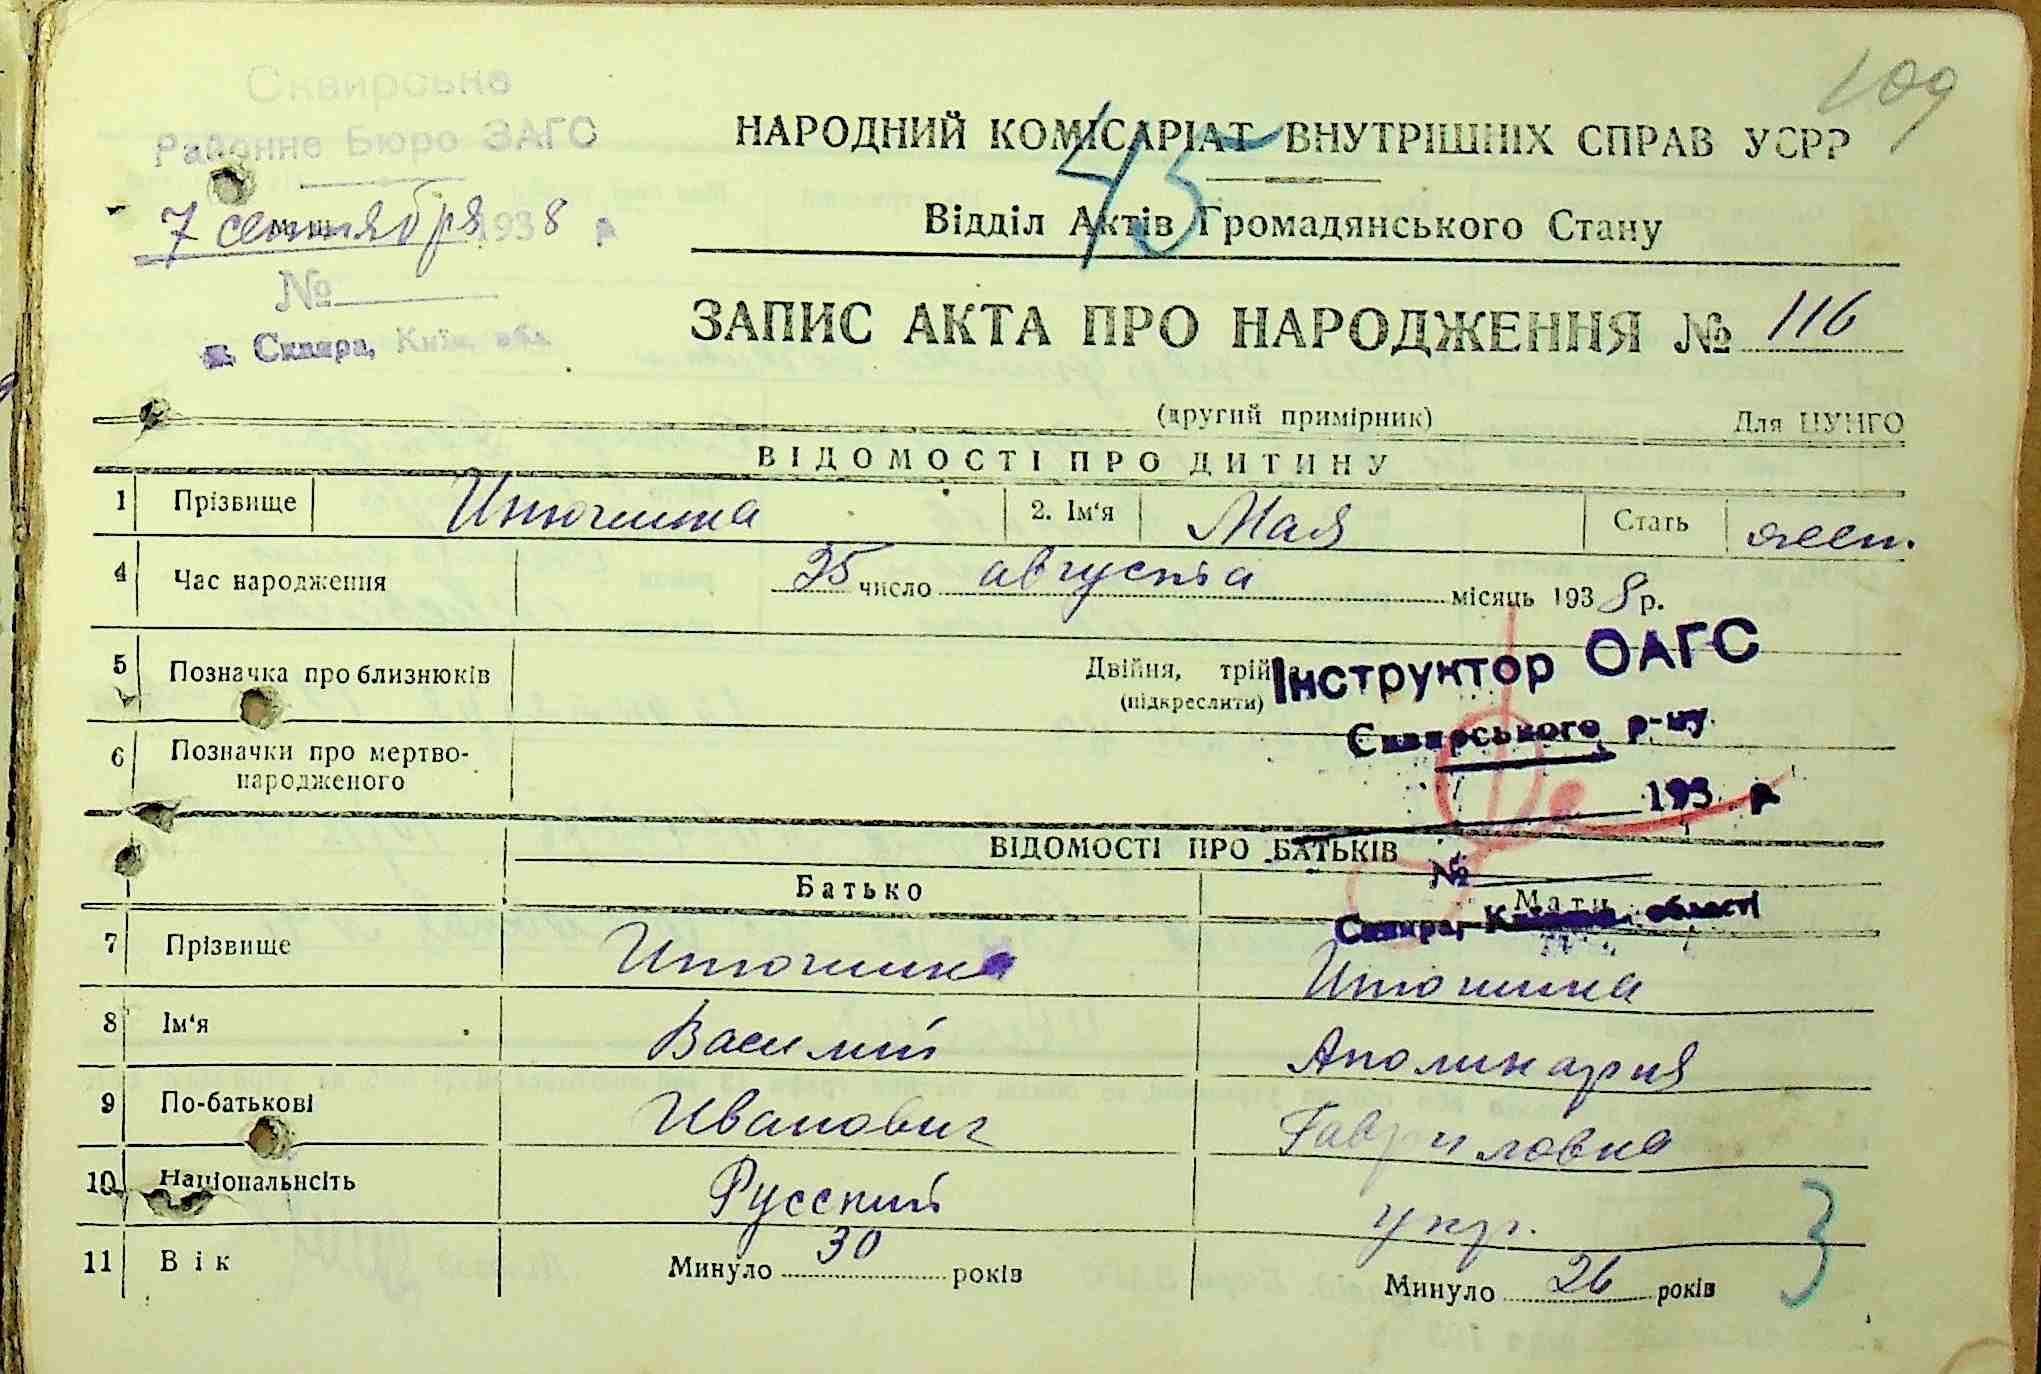 109
Сквирське
Районне Бюро ЗАГС
7 сентября 1938 р.
№
м. Сквира, Київ. обл.
НАРОДНИЙ КОМІСАРІАТ ВНУТРІШНІХ СПРАВ УСРР
45
Відділ Актів Громадянського Стану
ЗАПИС АКТА ПРО НАРОДЖЕННЯ № 116
(другий примірник) Для ЦУНГО
ВІДОМОСТІ ПРО ДИТИНУ
1 Прізвище 2. Ім'я Мая Стать жен.
4 Час народження 25 число августа місяць 1938 р.
5 Позначка про близнюків Двійня, трійня
(підкреслити)
Інструктор ОАГС
Сквирського р-ну
193 р.
№
Сквира, Київської області
6 Позначки про мертво-
народженого
ВІДОМОСТІ ПРО БАТЬКІВ
Батько Мати
7 Прізвище
8 Ім'я Василий Аполинария
9 По-батькові Иванович Гавриловна
10 Національнсіть Русский укр.
11 Вік Минуло 30 років Минуло 26 років
3